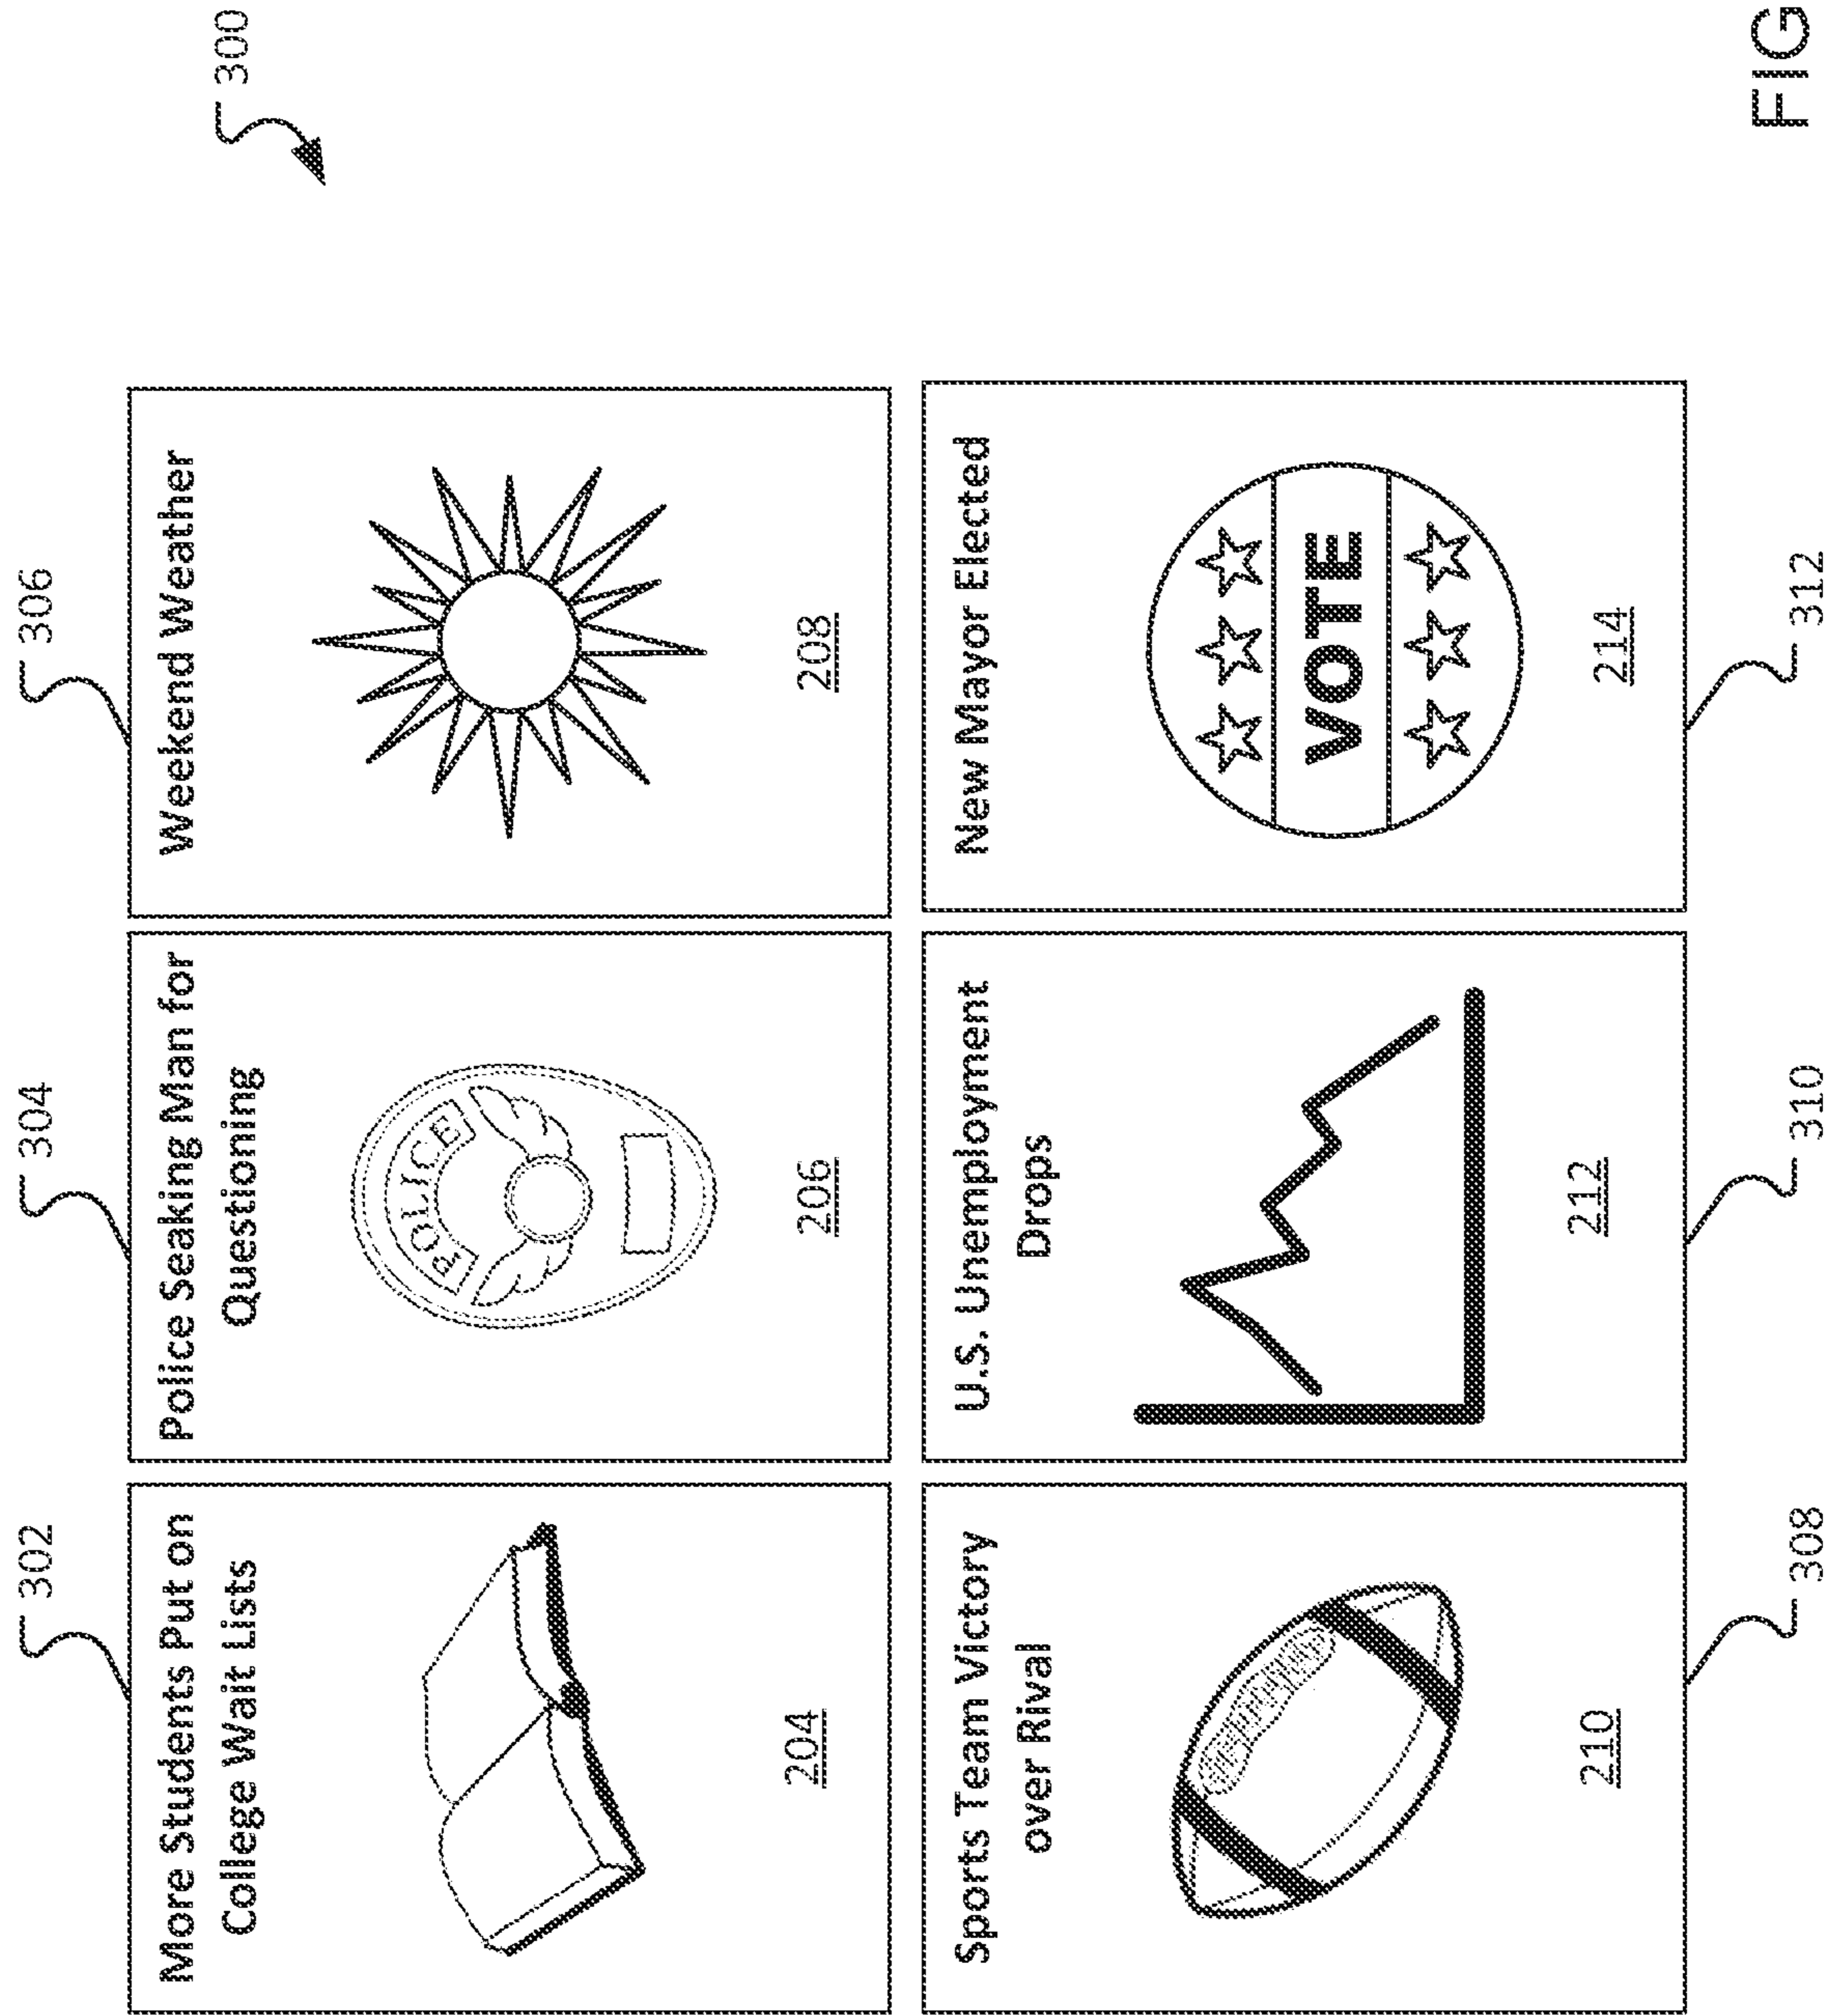 300
302
304
306
More Students Put on
College Wait Lists
204
Police Seaking Man for
Questioning
POLICE
206
Weekend Weather
208
Sports Team Victory
over Rival
210
U.S. Unemployment
Drops
212
New Mayor Elected
VOTE
214
308
310
312
FIG